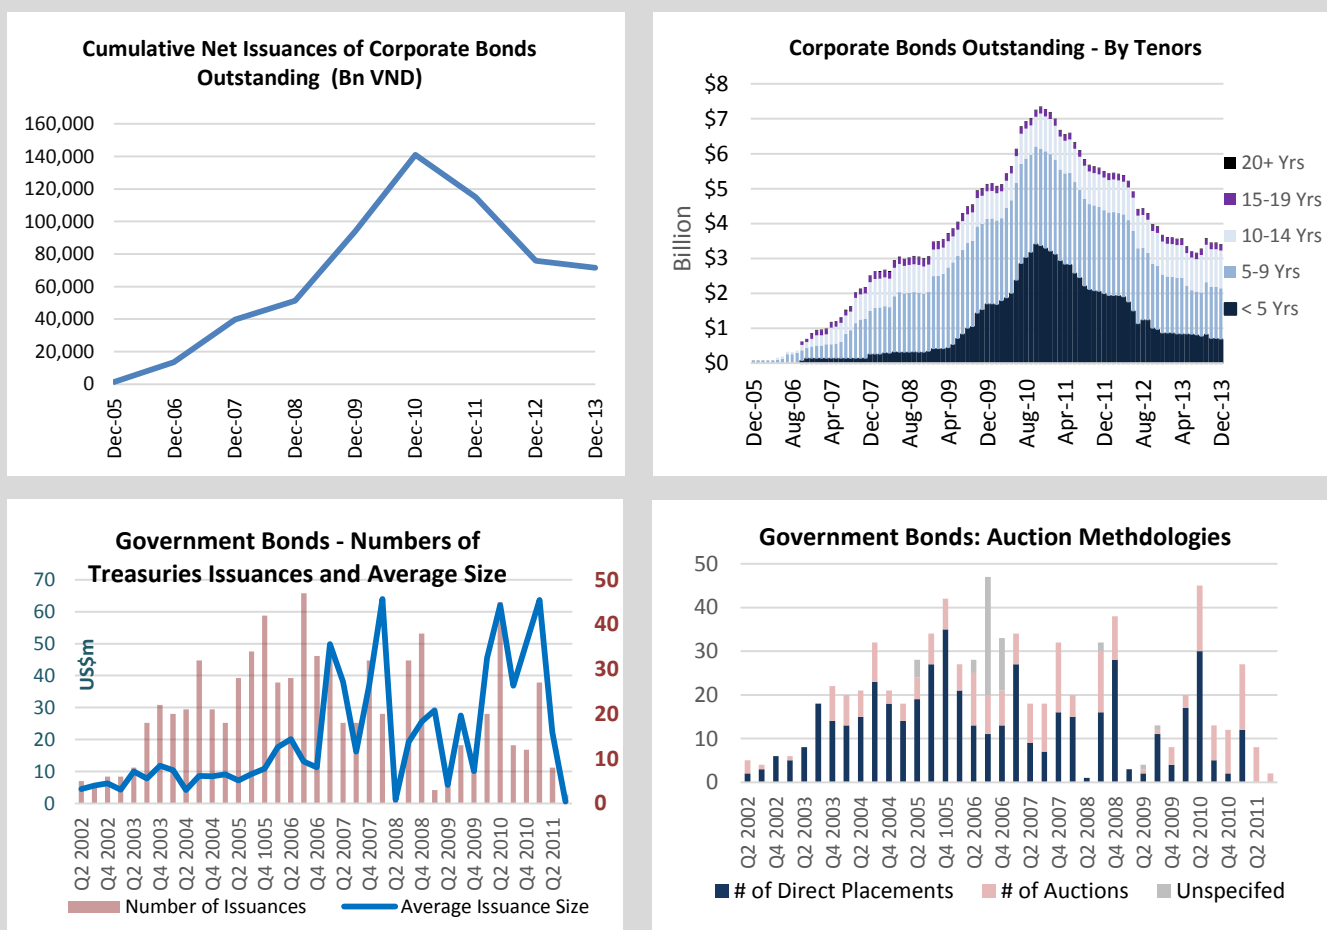 Cumulative Net Issuances of Corporate Bonds
Outstanding (Bn VND)
160,000
140,000
120,000
100,000
80,000
60,000
40,000
20,000
0
Dec-05
Dec-06
Dec-07
Dec-08
Dec-09
Dec-10
Dec-11
Dec-12
Dec-13
Corporate Bonds Outstanding - By Tenors
$8
$7
$6
$5
$4
$3
$2
$1
$0
Billion
Dec-05
Aug-06
Apr-07
Dec-07
Aug-08
Apr-09
Dec-09
Aug-10
Apr-11
Dec-11
Aug-12
Apr-13
Dec-13
20+ Yrs
15-19 Yrs
10-14 Yrs
5-9 Yrs
< 5 Yrs
Government Bonds - Numbers of
Treasuries Issuances and Average Size
70
60
50
40
30
20
10
0
US$m
50
40
30
20
10
0
Q2 2002
Q4 2002
Q2 2003
Q4 2003
Q2 2004
Q4 2004
Q2 2005
Q4 1005
Q2 2006
Q4 2006
Q2 2007
Q4 2007
Q2 2008
Q4 2008
Q2 2009
Q4 2009
Q2 2010
Q4 2010
Q2 2011
Number of Issuances
Average Issuance Size
Government Bonds: Auction Methdologies
50
40
30
20
10
0
Q2 2002
Q4 2002
Q2 2003
Q4 2003
Q2 2004
Q4 2004
Q2 2005
Q4 1005
Q2 2006
Q4 2006
Q2 2007
Q4 2007
Q2 2008
Q4 2008
Q2 2009
Q4 2009
Q2 2010
Q4 2010
Q2 2011
# of Direct Placements
# of Auctions
Unspecifed